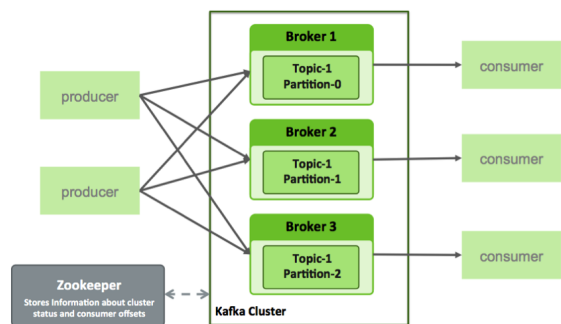 Broker 1
Topic-1
Partition-0
consumer
producer
Broker 2
Topic-1
Partition-1
consumer
producer
Broker 3
Topic-1
Partition-2
consumer
Zookeeper
Stores Information about cluster
status and consumer offsets
Kafka Cluster